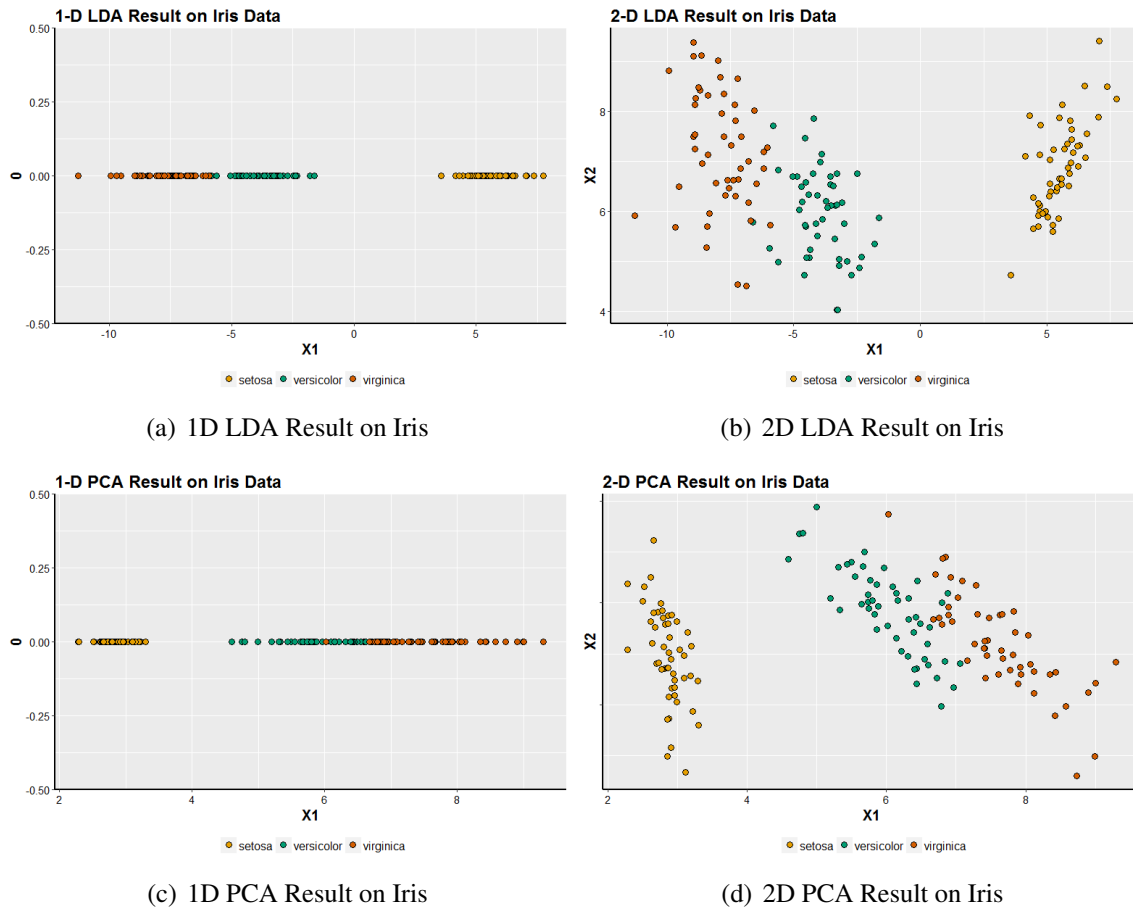 1-D LDA Result on Iris Data
0.50
0.25
0.00
-0.25
-0.50
0
-10 -5 0 5
X1
setosa versicolor virginica
(a) 1D LDA Result on Iris
2-D LDA Result on Iris Data
8
6
4
X2
-10 -5 0 5
X1
setosa versicolor virginica
(b) 2D LDA Result on Iris
1-D PCA Result on Iris Data
0.50
0.25
0.00
-0.25
-0.50
0
2 4 6 8
X1
setosa versicolor virginica
(c) 1D PCA Result on Iris
2-D PCA Result on Iris Data
X2
2 4 6 8
X1
setosa versicolor virginica
(d) 2D PCA Result on Iris